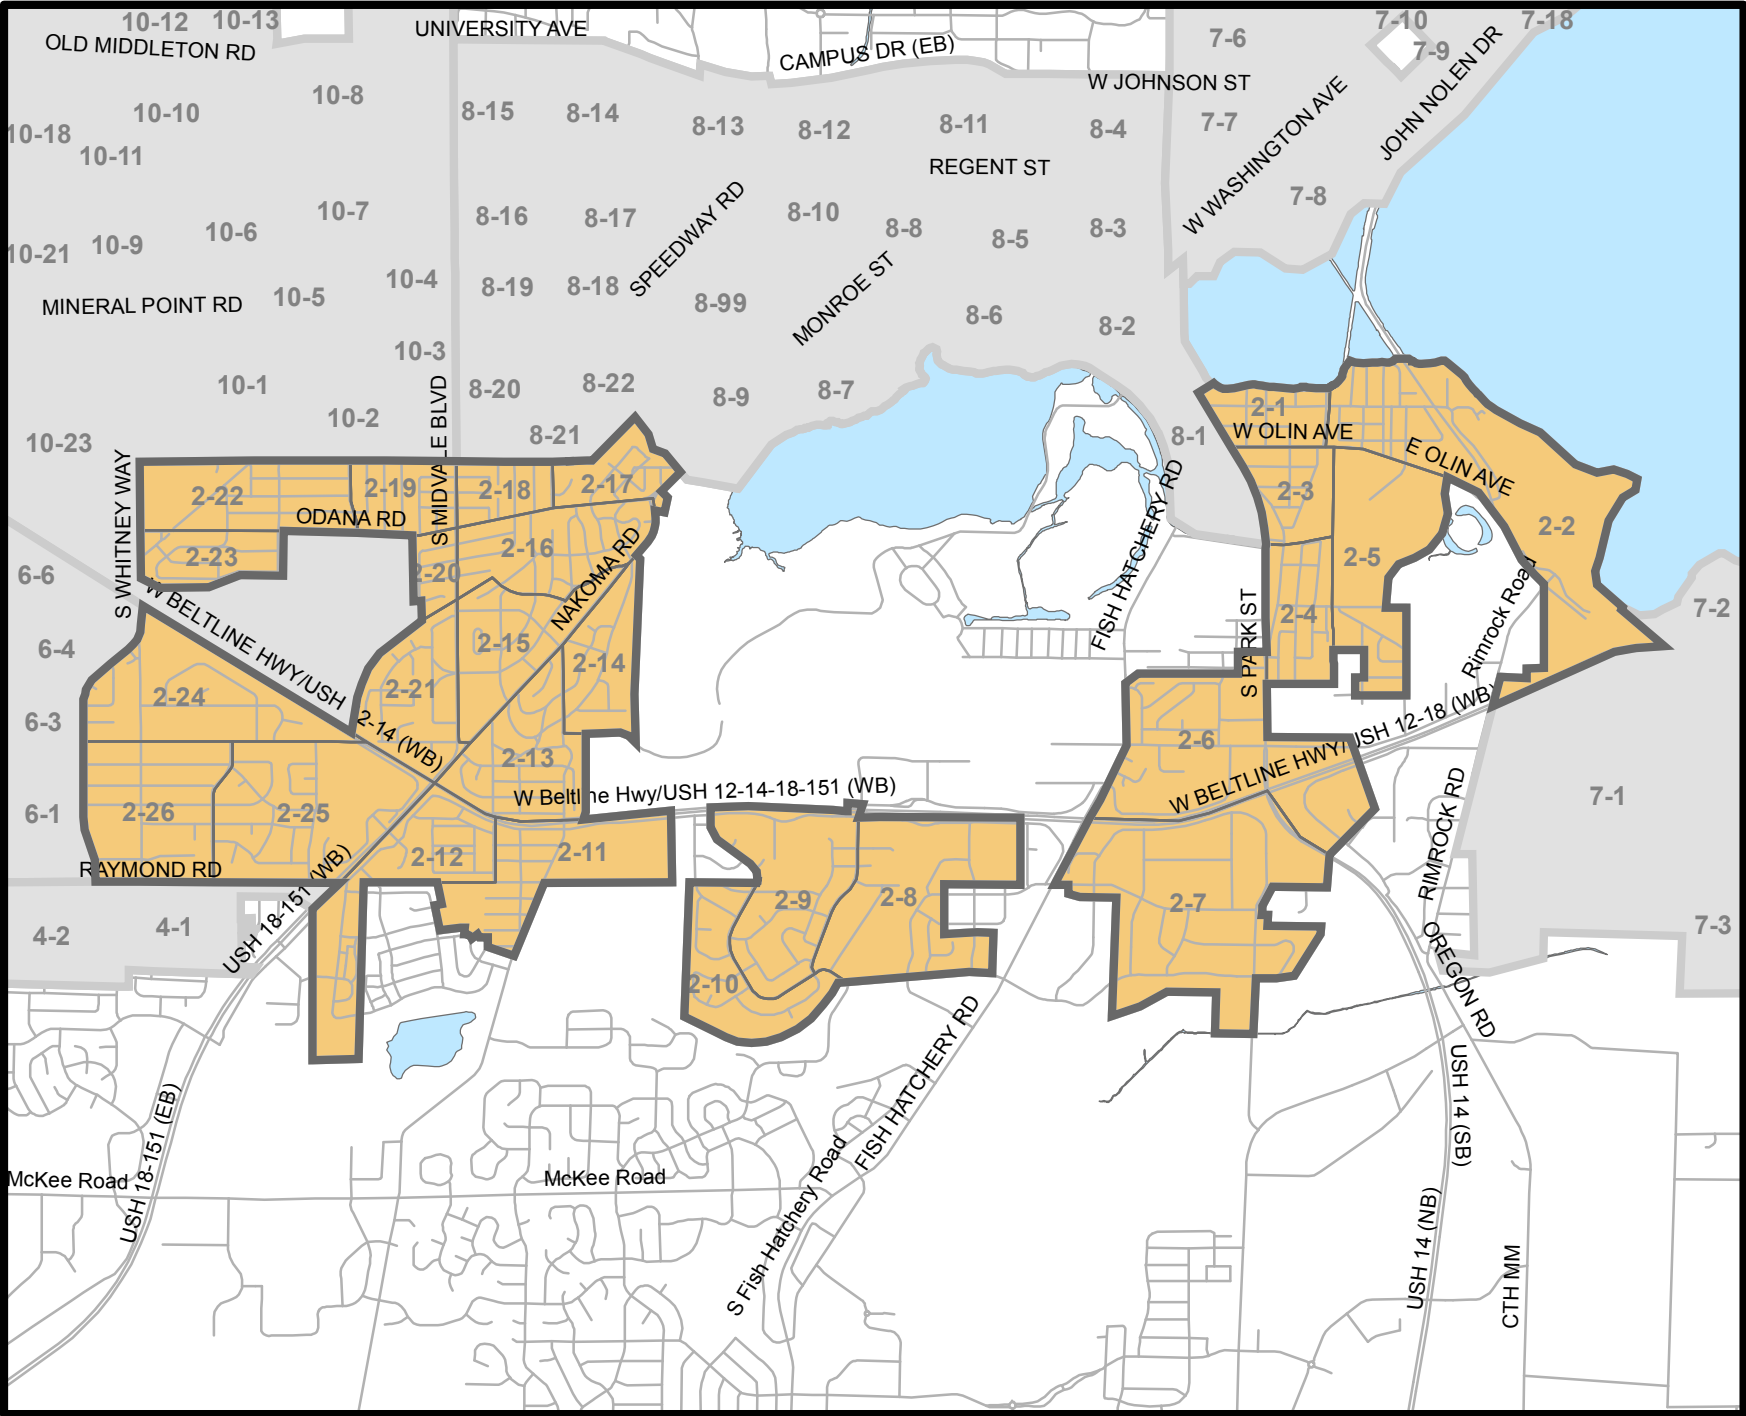 10-12
10-13
UNIVERSITY AVE
7-10
7-18
OLD MIDDLETON RD
CAMPUS DR (EB)
7-6
7-9
JOHN NOLEN DR
W JOHNSON ST
10-8
10-10
8-15
8-14
8-13
8-12
8-11
8-4
7-7
W WASHINGTON AVE
10-18
10-11
REGENT ST
7-8
10-7
10-6
10-9
10-21
8-16
8-17
SPEEDWAY RD
8-10
8-8
8-5
8-3
10-4
10-5
MINERAL POINT RD
8-19
8-18
8-99
MONROE ST
8-6
8-2
10-3
10-1
10-2
S MIDVALE BLVD
8-20
8-22
8-9
8-7
10-23
8-21
8-1
2-1
W OLIN AVE
E OLIN AVE
S WHITNEY WAY
2-22
2-19
2-18
2-17
ODANA RD
2-3
2-2
2-23
2-16
NAKOMA RD
2-5
6-6
2-20
FISH HATCHERY RD
W BELTLINE HWY/USH
2-14 (WB)
7-2
Rimrock Road
2-4
S PARK ST
6-4
2-15
2-14
2-24
2-21
6-3
2-6
2-13
W BELTLINE HWY/USH 12-18 (WB)
W Beltline Hwy/USH 12-14-18-151 (WB)
7-1
RIMROCK RD
6-1
2-26
2-25
2-12
2-11
RAYMOND RD
2-9
2-8
2-7
4-2
4-1
USH 18-151 (WB)
7-3
OREGON RD
2-10
FISH HATCHERY RD
USH 14 (SB)
USH 18-151 (EB)
McKee Road
McKee Road
S Fish Hatchery Road
USH 14 (NB)
CTH MM